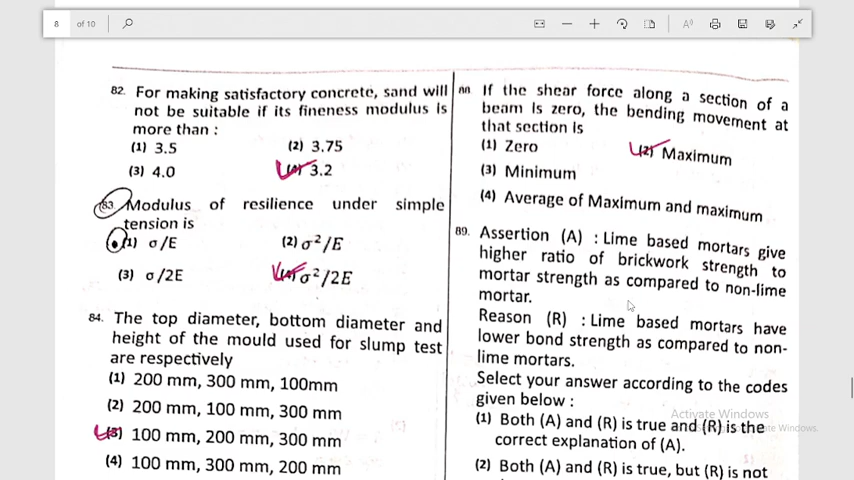 8 of 10
82. For making satisfactory concrete, sand will
not be suitable if its fineness modulus is
more than :
(1) 3.5 (2) 3.75
(3) 4.0 3.2
83. Modulus of resilience under simple
tension is
(1) σ/E (2) σ²/E
(3) σ/2E σ²/2E
84. The top diameter, bottom diameter and
height of the mould used for slump test
are respectively
(1) 200 mm, 300 mm, 100mm
(2) 200 mm, 100 mm, 300 mm
(3) 100 mm, 200 mm, 300 mm
(4) 100 mm, 300 mm, 200 mm
If the shear force along a section of a
beam is zero, the bending movement at
that section is
(1) Zero (2) Maximum
(3) Minimum
(4) Average of Maximum and maximum
89. Assertion (A) : Lime based mortars give
higher ratio of brickwork strength to
mortar strength as compared to non-lime
mortar.
Reason (R) : Lime based mortars have
lower bond strength as compared to non-
lime mortars.
Select your answer according to the codes
given below :
(1) Both (A) and (R) is true and (R) is the
correct explanation of (A).
(2) Both (A) and (R) is true, but (R) is not
Activate Windows